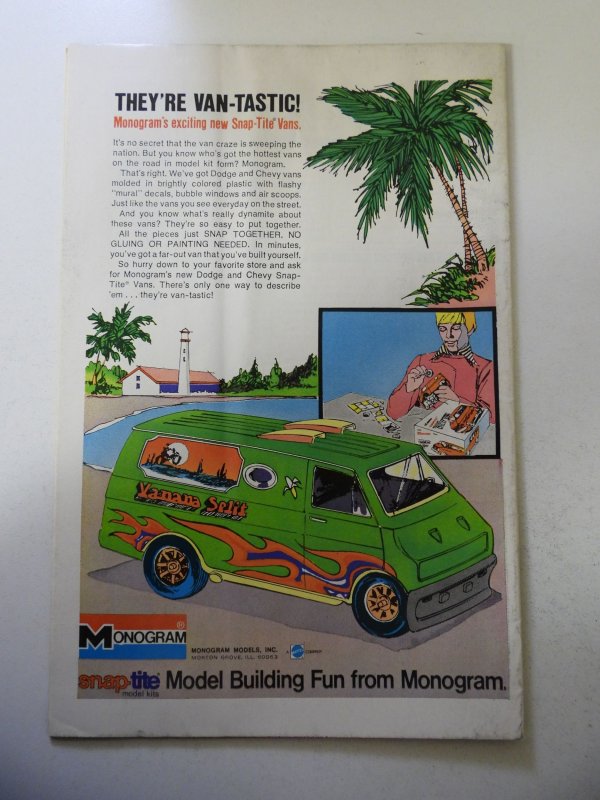 THEY'RE VAN-TASTIC!
Monogram's exciting new Snap-Tite® Vans.
It's no secret that the van craze is sweeping the
nation. But you know who's got the hottest vans
on the road in model kit form? Monogram.
That's right. We've got Dodge and Chevy vans
molded in brightly colored plastic with flashy
"mural" decals, bubble windows and air scoops.
Just like the vans you see everyday on the street.
And you know what's really dynamite about
these vans? They're so easy to put together.
All the pieces just SNAP TOGETHER, NO
GLUING OR PAINTING NEEDED. In minutes,
you've got a far-out van that you've built yourself.
So hurry down to your favorite store and ask
for Monogram's new Dodge and Chevy Snap-
Tite® Vans. There's only one way to describe
'em . . . they're van-tastic!
Vanana Split
MONOGRAM®
MONOGRAM MODELS, INC.
MORTON GROVE, ILL. 60053
A MATTEL COMPANY
snap-tite
model kits
Model Building Fun from Monogram.